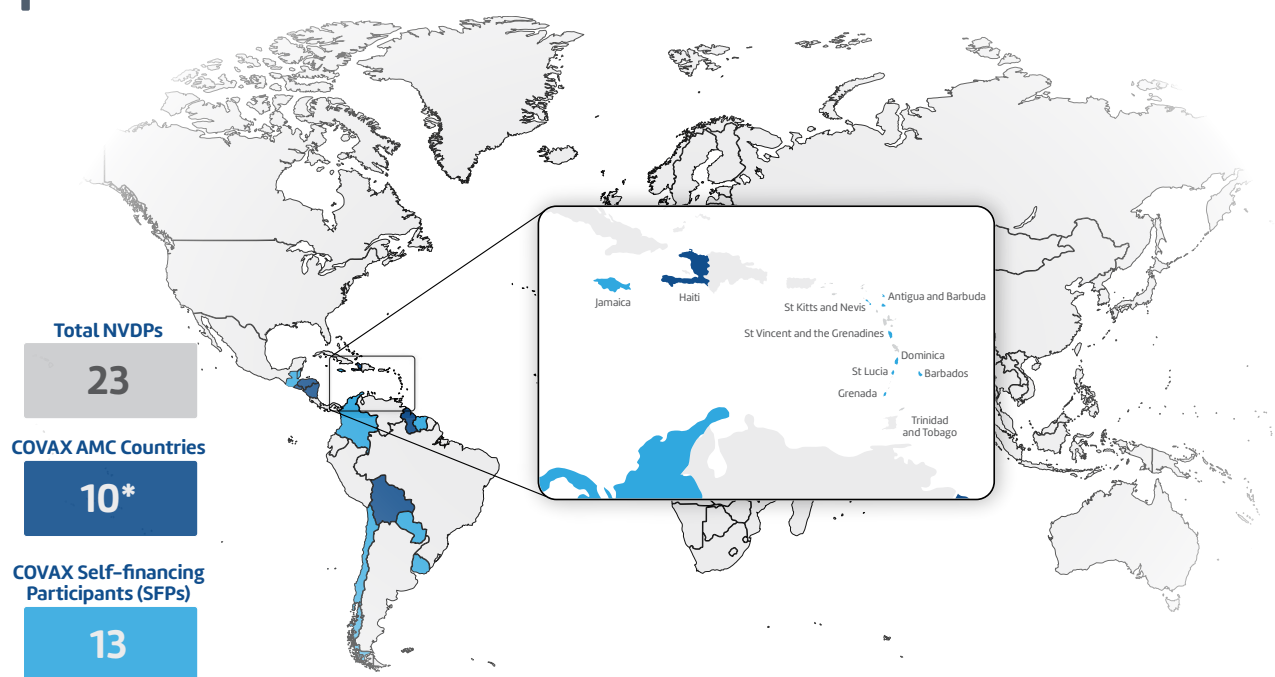 Total NVDPs
23
COVAX AMC Countries
10*
COVAX Self-financing
Participants (SFPs)
13
Jamaica
Haiti
Antigua and Barbuda
St Kitts and Nevis
St Vincent and the Grenadines
Dominica
St Lucia
Barbados
Grenada
Trinidad
and Tobago